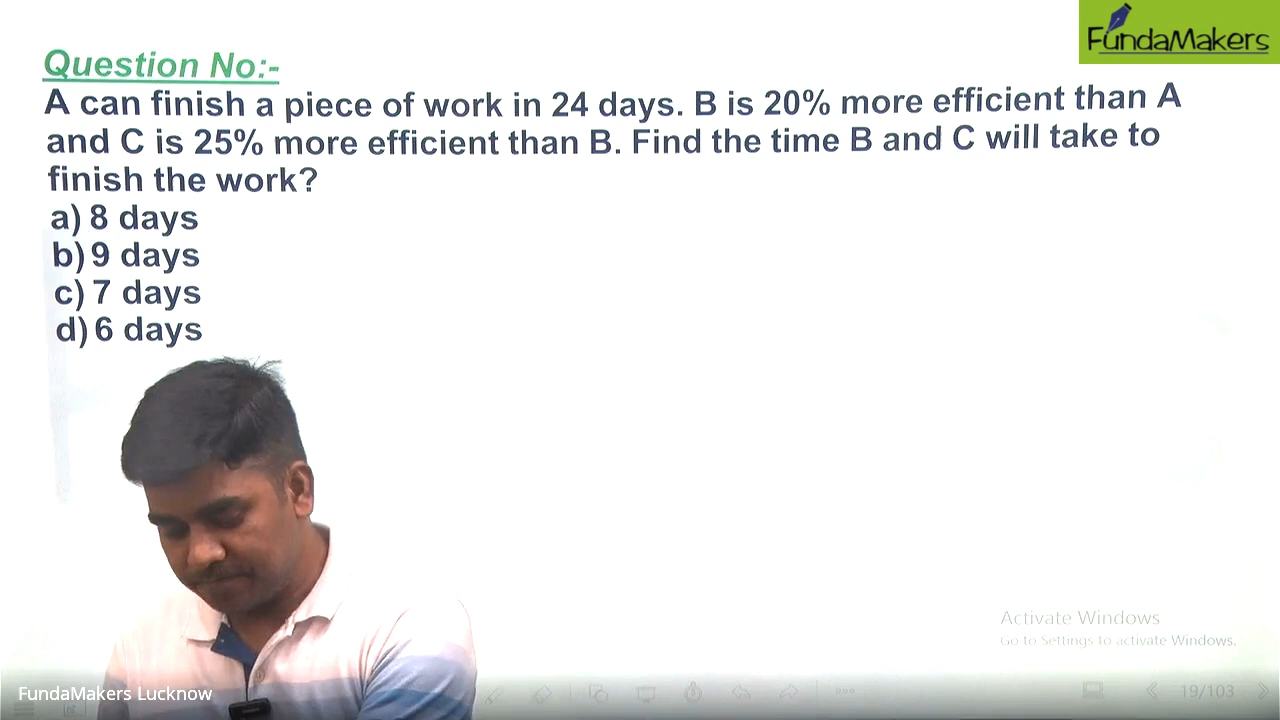 FundaMakers
Question No:-
A can finish a piece of work in 24 days. B is 20% more efficient than A
and C is 25% more efficient than B. Find the time B and C will take to
finish the work?
a) 8 days
b) 9 days
c) 7 days
d) 6 days
Activate Windows
Go to Settings to activate Windows.
FundaMakers Lucknow
19/103